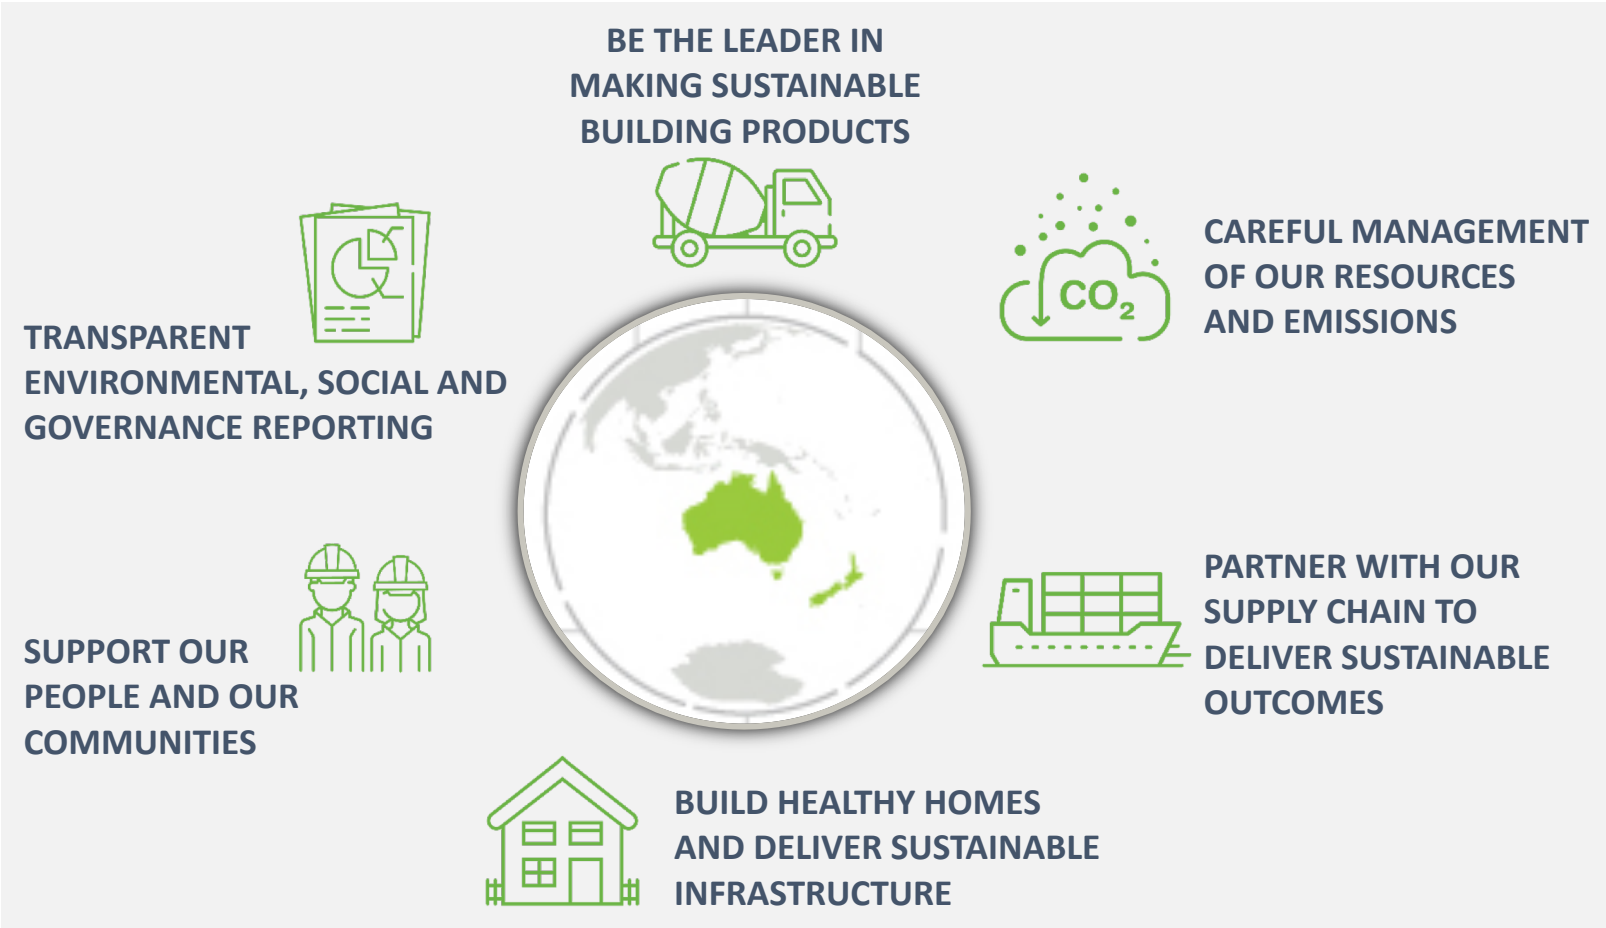 BE THE LEADER IN
MAKING SUSTAINABLE
BUILDING PRODUCTS
CAREFUL MANAGEMENT
OF OUR RESOURCES
AND EMISSIONS
CO₂
PARTNER WITH OUR
SUPPLY CHAIN TO
DELIVER SUSTAINABLE
OUTCOMES
BUILD HEALTHY HOMES
AND DELIVER SUSTAINABLE
INFRASTRUCTURE
SUPPORT OUR
PEOPLE AND OUR
COMMUNITIES
TRANSPARENT
ENVIRONMENTAL, SOCIAL AND
GOVERNANCE REPORTING